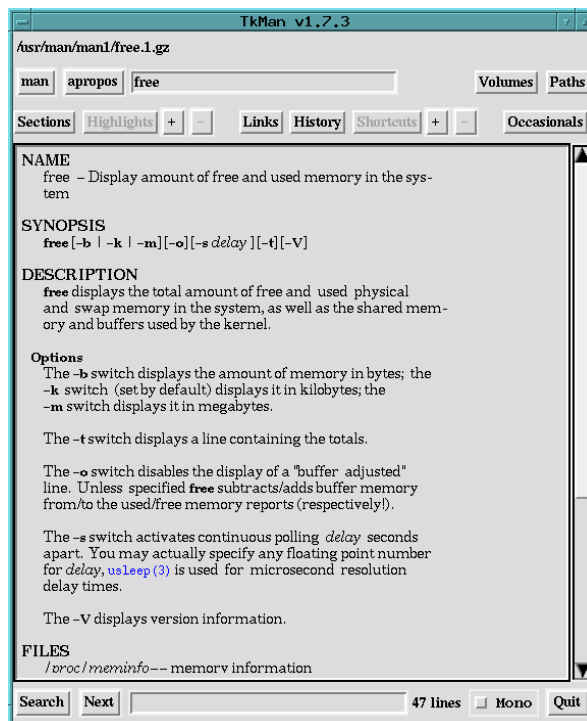 TkMan v1.7.3
/usr/man/man1/free.1.gz
man apropos free Volumes Paths
Sections Highlights + − Links History Shortcuts + − Occasionals
NAME
free – Display amount of free and used memory in the sys-
tem
SYNOPSIS
free [–b | –k | –m] [–o] [–s delay ] [–t] [–V]
DESCRIPTION
free displays the total amount of free and used physical
and swap memory in the system, as well as the shared mem-
ory and buffers used by the kernel.
Options
The –b switch displays the amount of memory in bytes; the
–k switch (set by default) displays it in kilobytes; the
–m switch displays it in megabytes.
The –t switch displays a line containing the totals.
The –o switch disables the display of a "buffer adjusted"
line. Unless specified free subtracts/adds buffer memory
from/to the used/free memory reports (respectively!).
The –s switch activates continuous polling delay seconds
apart. You may actually specify any floating point number
for delay, usleep(3) is used for microsecond resolution
delay times.
The –V displays version information.
FILES
/proc/meminfo–– memory information
Search Next 47 lines Mono Quit